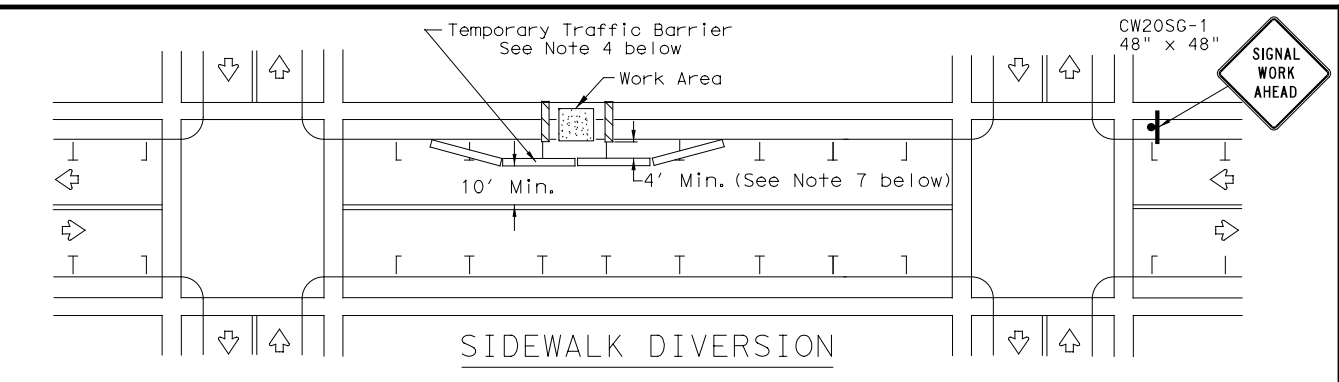 Temporary Traffic Barrier
See Note 4 below
Work Area
CW20SG-1
48" x 48"
SIGNAL
WORK
AHEAD
10' Min.
4' Min. (See Note 7 below)
SIDEWALK DIVERSION